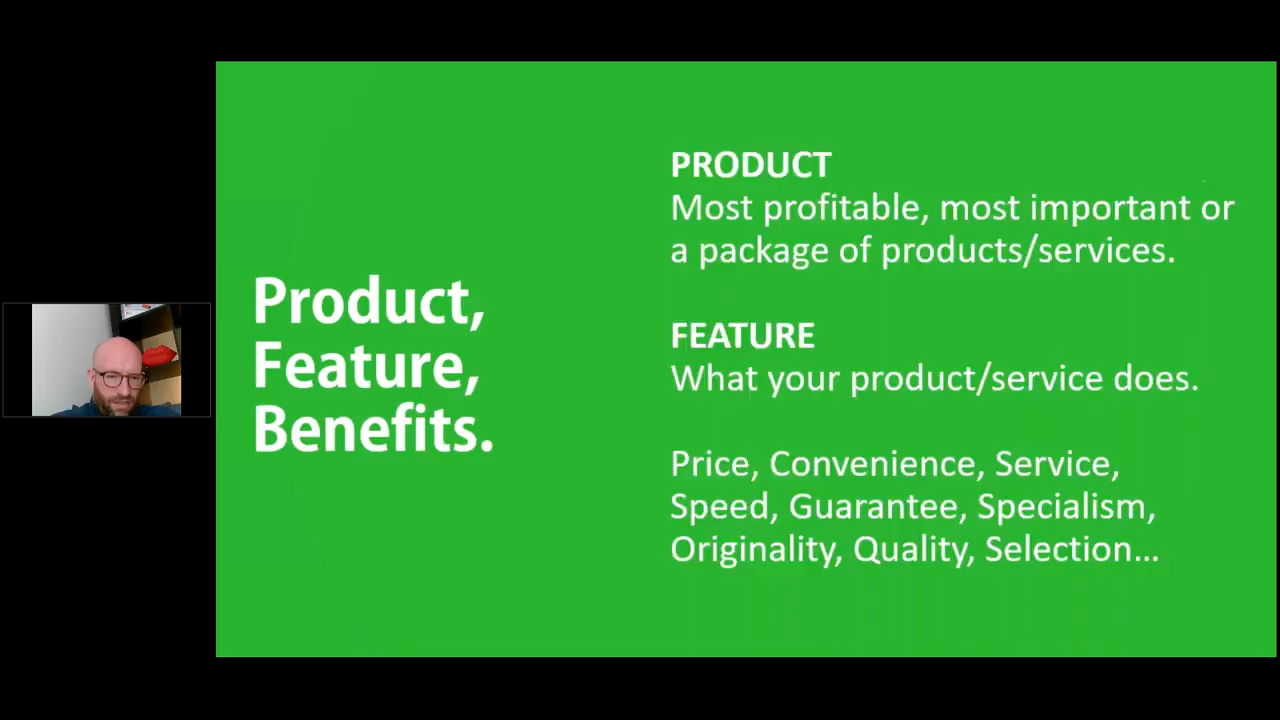 Product,
Feature,
Benefits.
PRODUCT
Most profitable, most important or
a package of products/services.
FEATURE
What your product/service does.
Price, Convenience, Service,
Speed, Guarantee, Specialism,
Originality, Quality, Selection...